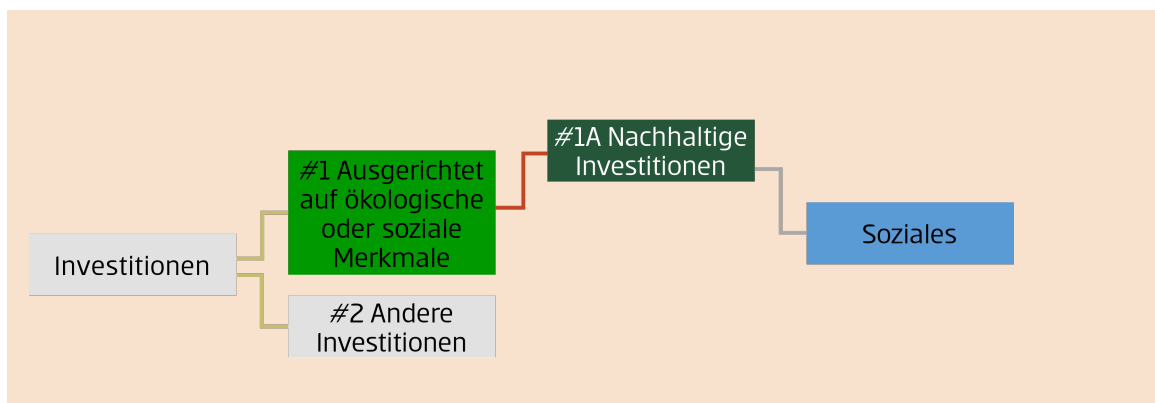 Investitionen
#1 Ausgerichtet
auf ökologische
oder soziale
Merkmale
#2 Andere
Investitionen
#1A Nachhaltige
Investitionen
Soziales